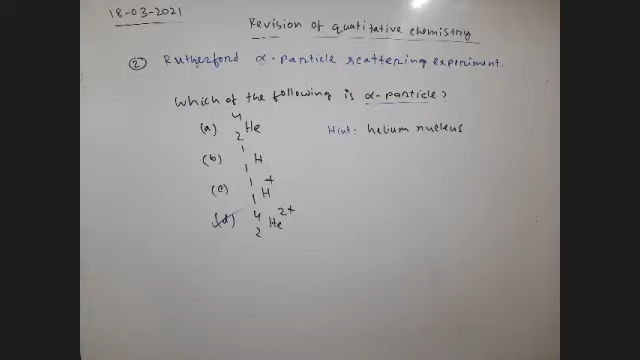 18-03-2021
Revision of quatitative chemistry
② Rutherford α-particle scattering experiment.
Which of the following is α-particle?
(a) ⁴₂He
Hint: helium nucleus
(b) ¹₁H
(c) ¹₁H⁺
(d) ⁴₂He²⁺